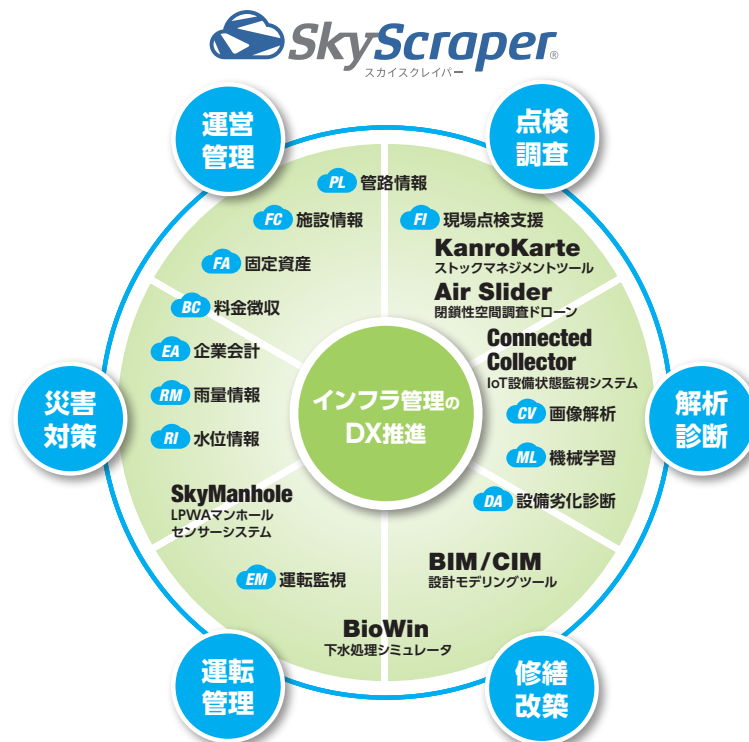 SkyScraper®
スカイスクレイパー
運営
管理
点検
調査
PL 管路情報
FC 施設情報
FA 固定資産
BC 料金徴収
EA 企業会計
RM 雨量情報
RI 水位情報
SkyManhole
LPWAマンホール
センサーシステム
EM 運転監視
BioWin
下水処理シミュレータ
FI 現場点検支援
KanroKarte
ストックマネジメントツール
Air Slider
閉鎖性空間調査ドローン
Connected
Collector
IoT設備状態監視システム
CV 画像解析
ML 機械学習
DA 設備劣化診断
BIM/CIM
設計モデリングツール
インフラ管理の
DX推進
災害
対策
解析
診断
運転
管理
修繕
改築